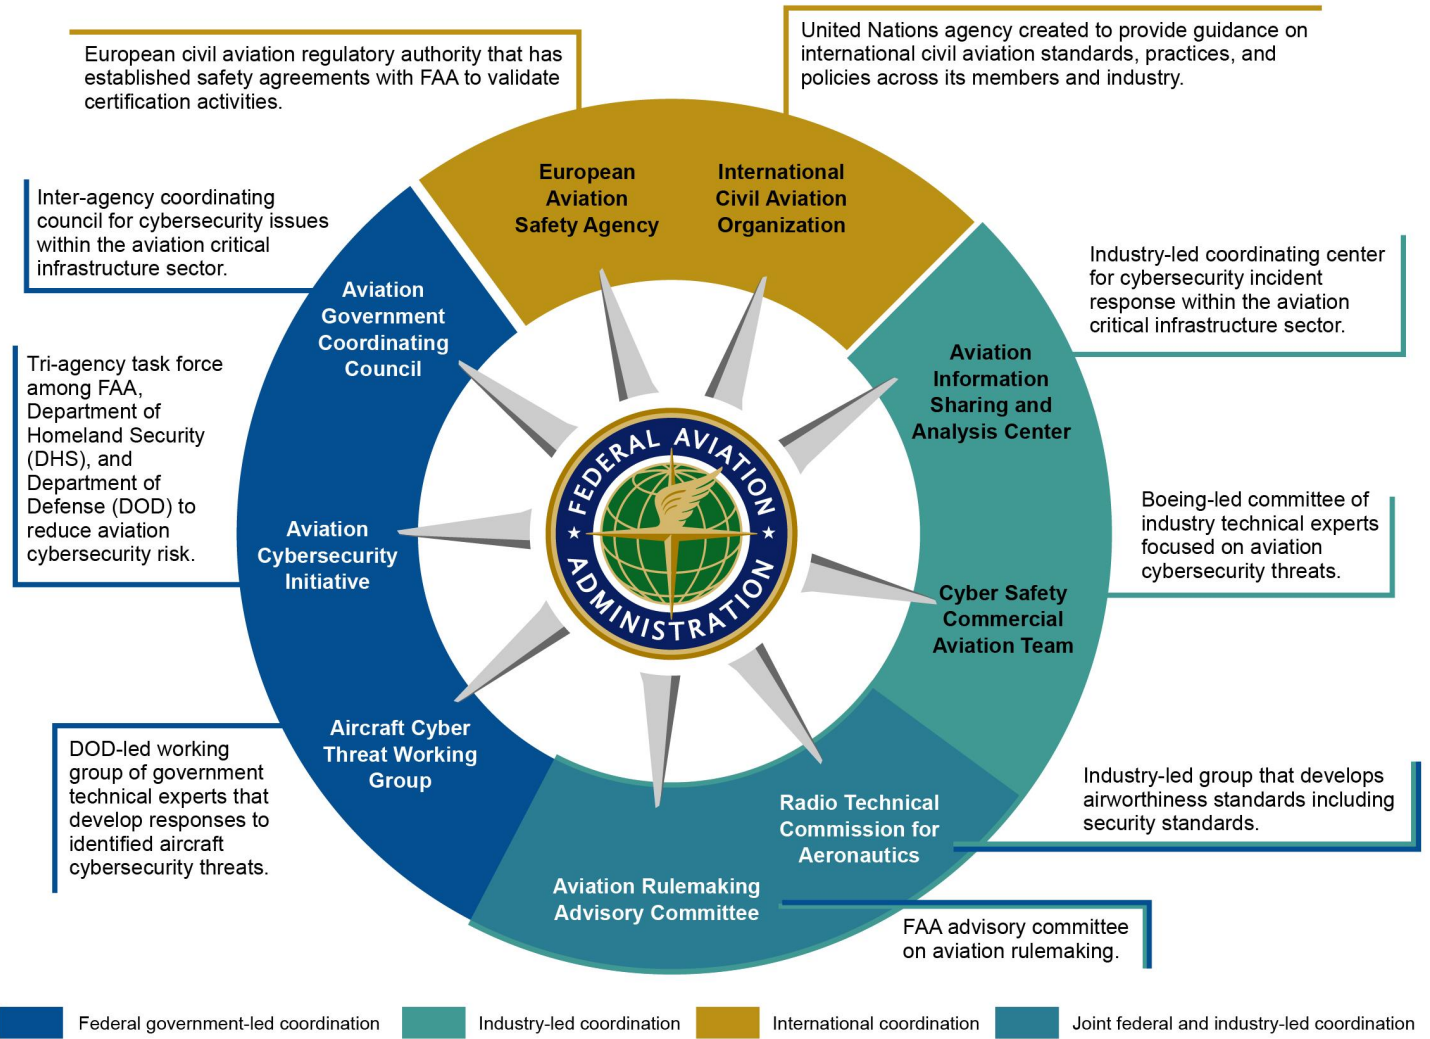 European civil aviation regulatory authority that has
established safety agreements with FAA to validate
certification activities.
United Nations agency created to provide guidance on
international civil aviation standards, practices, and
policies across its members and industry.
European
Aviation
Safety Agency
International
Civil Aviation
Organization
Inter-agency coordinating
council for cybersecurity issues
within the aviation critical
infrastructure sector.
Aviation
Government
Coordinating
Council
Industry-led coordinating center
for cybersecurity incident
response within the aviation
critical infrastructure sector.
Aviation
Information
Sharing and
Analysis Center
Tri-agency task force
among FAA,
Department of
Homeland Security
(DHS), and
Department of
Defense (DOD) to
reduce aviation
cybersecurity risk.
Aviation
Cybersecurity
Initiative
FEDERAL AVIATION
ADMINISTRATION
Boeing-led committee of
industry technical experts
focused on aviation
cybersecurity threats.
Cyber Safety
Commercial
Aviation Team
Aircraft Cyber
Threat Working
Group
DOD-led working
group of government
technical experts that
develop responses to
identified aircraft
cybersecurity threats.
Radio Technical
Commission for
Aeronautics
Industry-led group that develops
airworthiness standards including
security standards.
Aviation Rulemaking
Advisory Committee
FAA advisory committee
on aviation rulemaking.
Federal government-led coordination
Industry-led coordination
International coordination
Joint federal and industry-led coordination